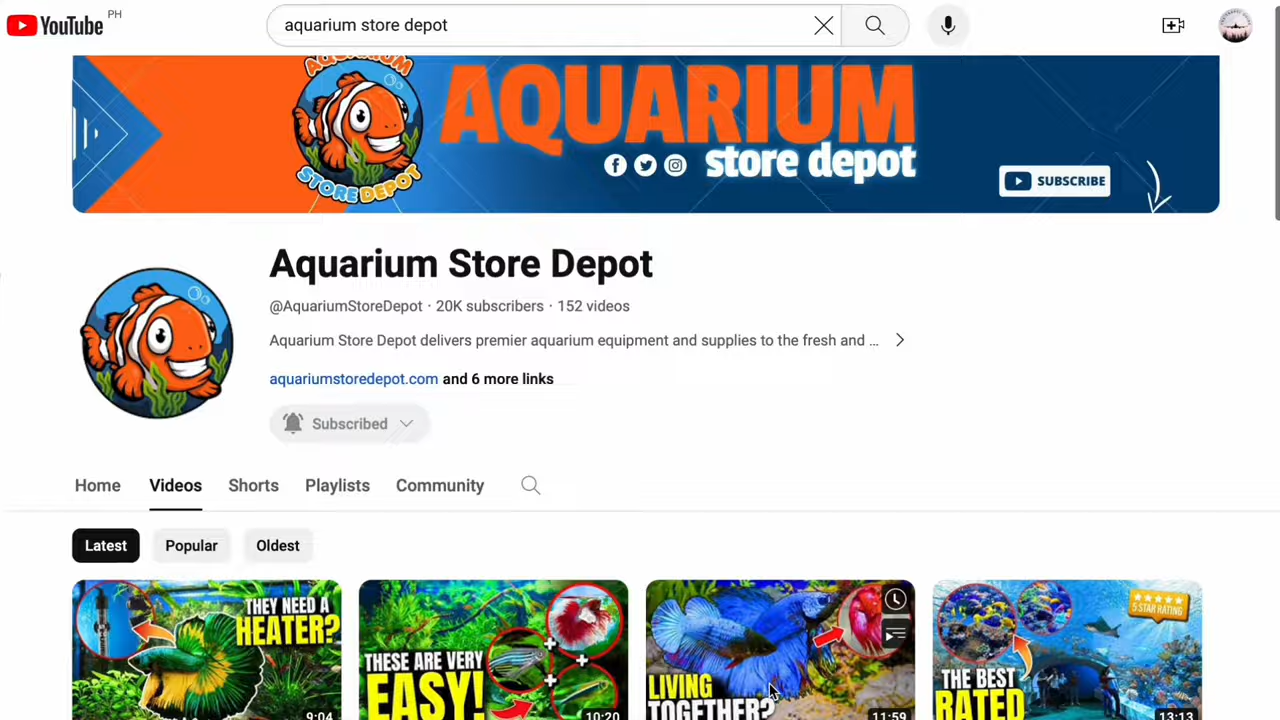 YouTube PH
aquarium store depot
AQUARIUM
STORE DEPOT
AQUARIUM
store depot
SUBSCRIBE
Aquarium Store Depot
@AquariumStoreDepot · 20K subscribers · 152 videos
Aquarium Store Depot delivers premier aquarium equipment and supplies to the fresh and ...
aquariumstoredepot.com and 6 more links
Subscribed
Home Videos Shorts Playlists Community
Latest Popular Oldest
THEY NEED A
HEATER?
9:04
THESE ARE VERY
EASY!
10:20
LIVING
TOGETHER?
11:59
5 STAR RATING
THE BEST
RATED
13:13